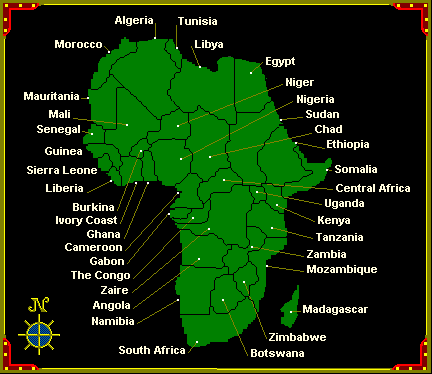 Algeria
Tunisia
Morocco
Libya
Egypt
Niger
Mauritania
Nigeria
Mali
Sudan
Senegal
Chad
Ethiopia
Guinea
Somalia
Sierra Leone
Central Africa
Liberia
Uganda
Burkina
Ivory Coast
Kenya
Ghana
Tanzania
Cameroon
Zambia
Gabon
Mozambique
The Congo
Zaire
Angola
Madagascar
Namibia
N
Zimbabwe
South Africa
Botswana